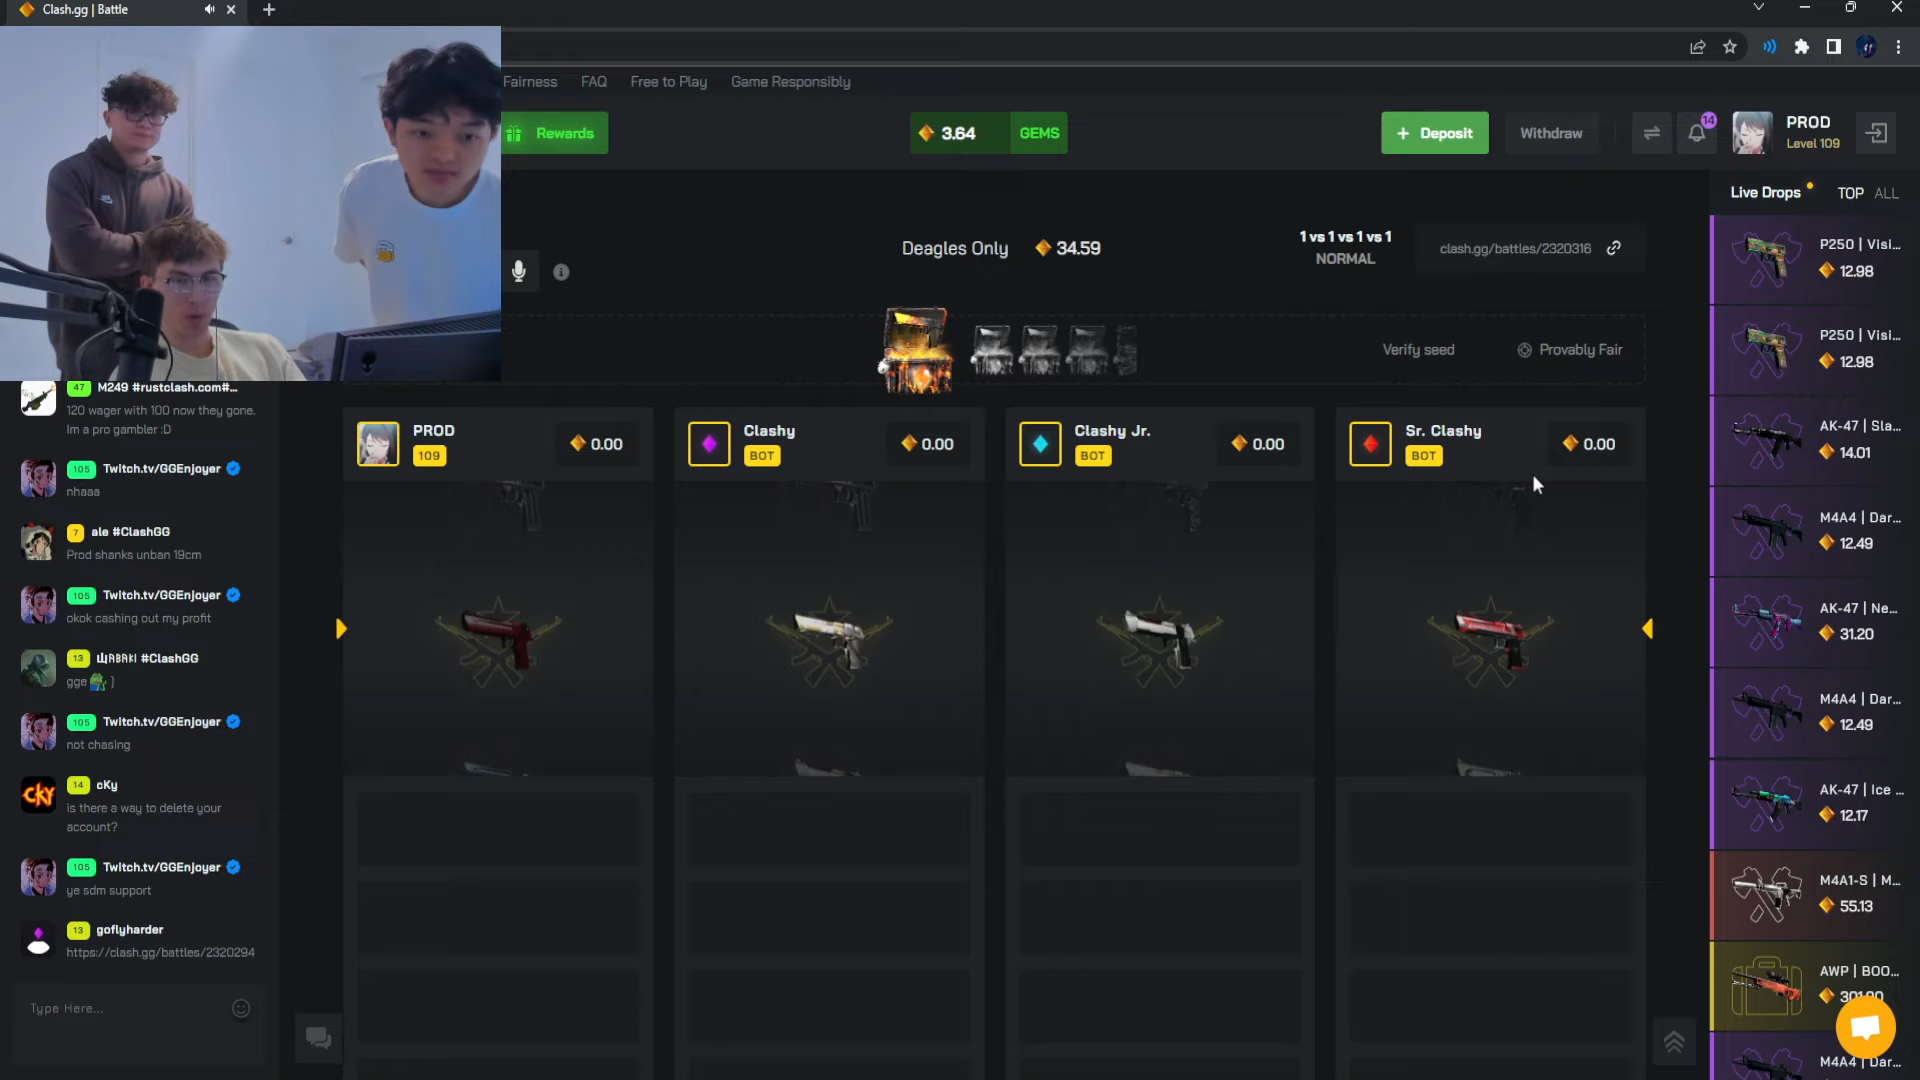 Clash.gg | Battle
Fairness
FAQ
Free to Play
Game Responsibly
Rewards
3.64
GEMS
+ Deposit
Withdraw
14
PROD
Level 109
Deagles Only
34.59
1 vs 1 vs 1 vs 1
NORMAL
clash.gg/battles/2320316
Verify seed
Provably Fair
PROD
109
0.00
Clashy
BOT
0.00
Clashy Jr.
BOT
0.00
Sr. Clashy
BOT
0.00
47 M249 #rustclash.com#...
120 wager with 100 now they gone.
Im a pro gambler :D
105 Twitch.tv/GGEnjoyer
nhaaa
7 ale #ClashGG
Prod shanks unban 19cm
105 Twitch.tv/GGEnjoyer
okok cashing out my profit
13 #ClashGG
gge )
105 Twitch.tv/GGEnjoyer
not chasing
CKY
14 cKy
is there a way to delete your
account?
105 Twitch.tv/GGEnjoyer
ye sdm support
13 goflyharder
https://clash.gg/battles/2320294
Type Here...
Live Drops
TOP ALL
P250 | Visi...
12.98
P250 | Visi...
12.98
AK-47 | Sla...
14.01
M4A4 | Dar...
12.49
AK-47 | Ne...
31.20
M4A4 | Dar...
12.49
AK-47 | Ice ...
12.17
M4A1-S | M...
55.13
AWP | BOO...
M4A4 | Dar...